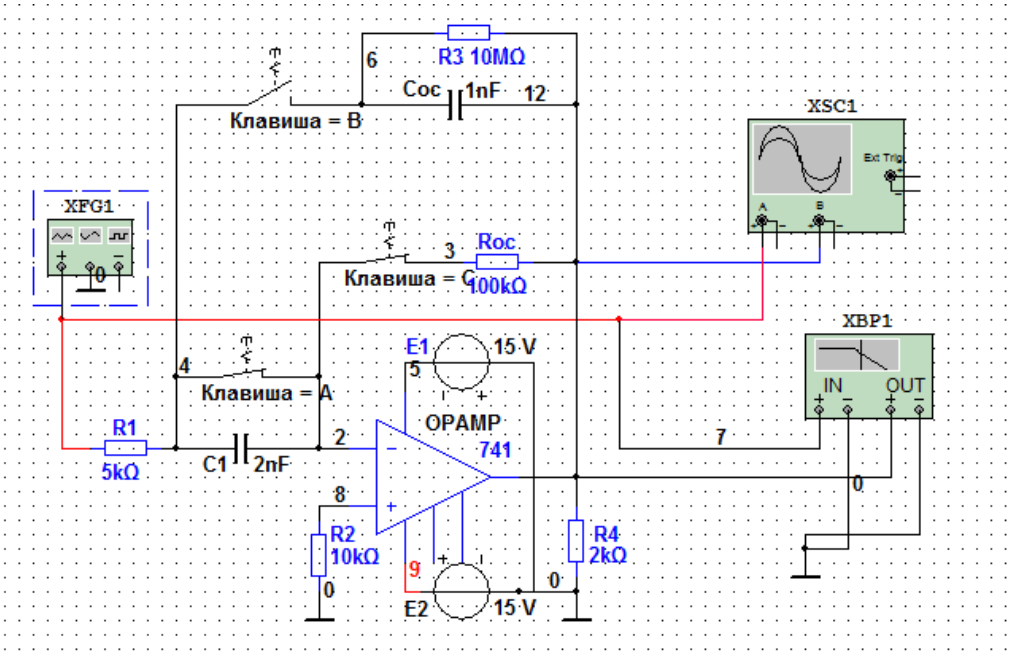 6
R3 10MΩ
Coc
1nF
12
Клавиша = B
XSC1
Ext Trig
+
-
A
B
+
-
+
-
XFG1
+
-
0
3
Roc
Клавиша = C
100kΩ
4
Клавиша = A
E1
15 V
5
-
+
OPAMP
741
XBP1
IN
OUT
+
-
+
-
7
R1
5kΩ
C1
2nF
2
-
8
+
0
R2
10kΩ
0
9
+
-
E2
15 V
0
R4
2kΩ